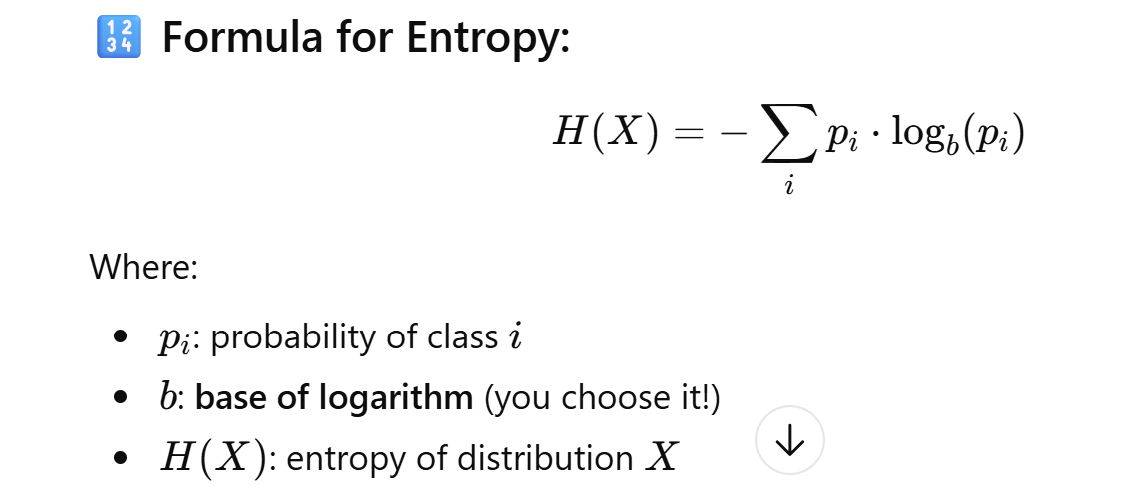 🔢 Formula for Entropy:
H(X) = − ∑ᵢ pᵢ · log_b(pᵢ)
Where:
• pᵢ: probability of class i
• b: base of logarithm (you choose it!)
• H(X): entropy of distribution X